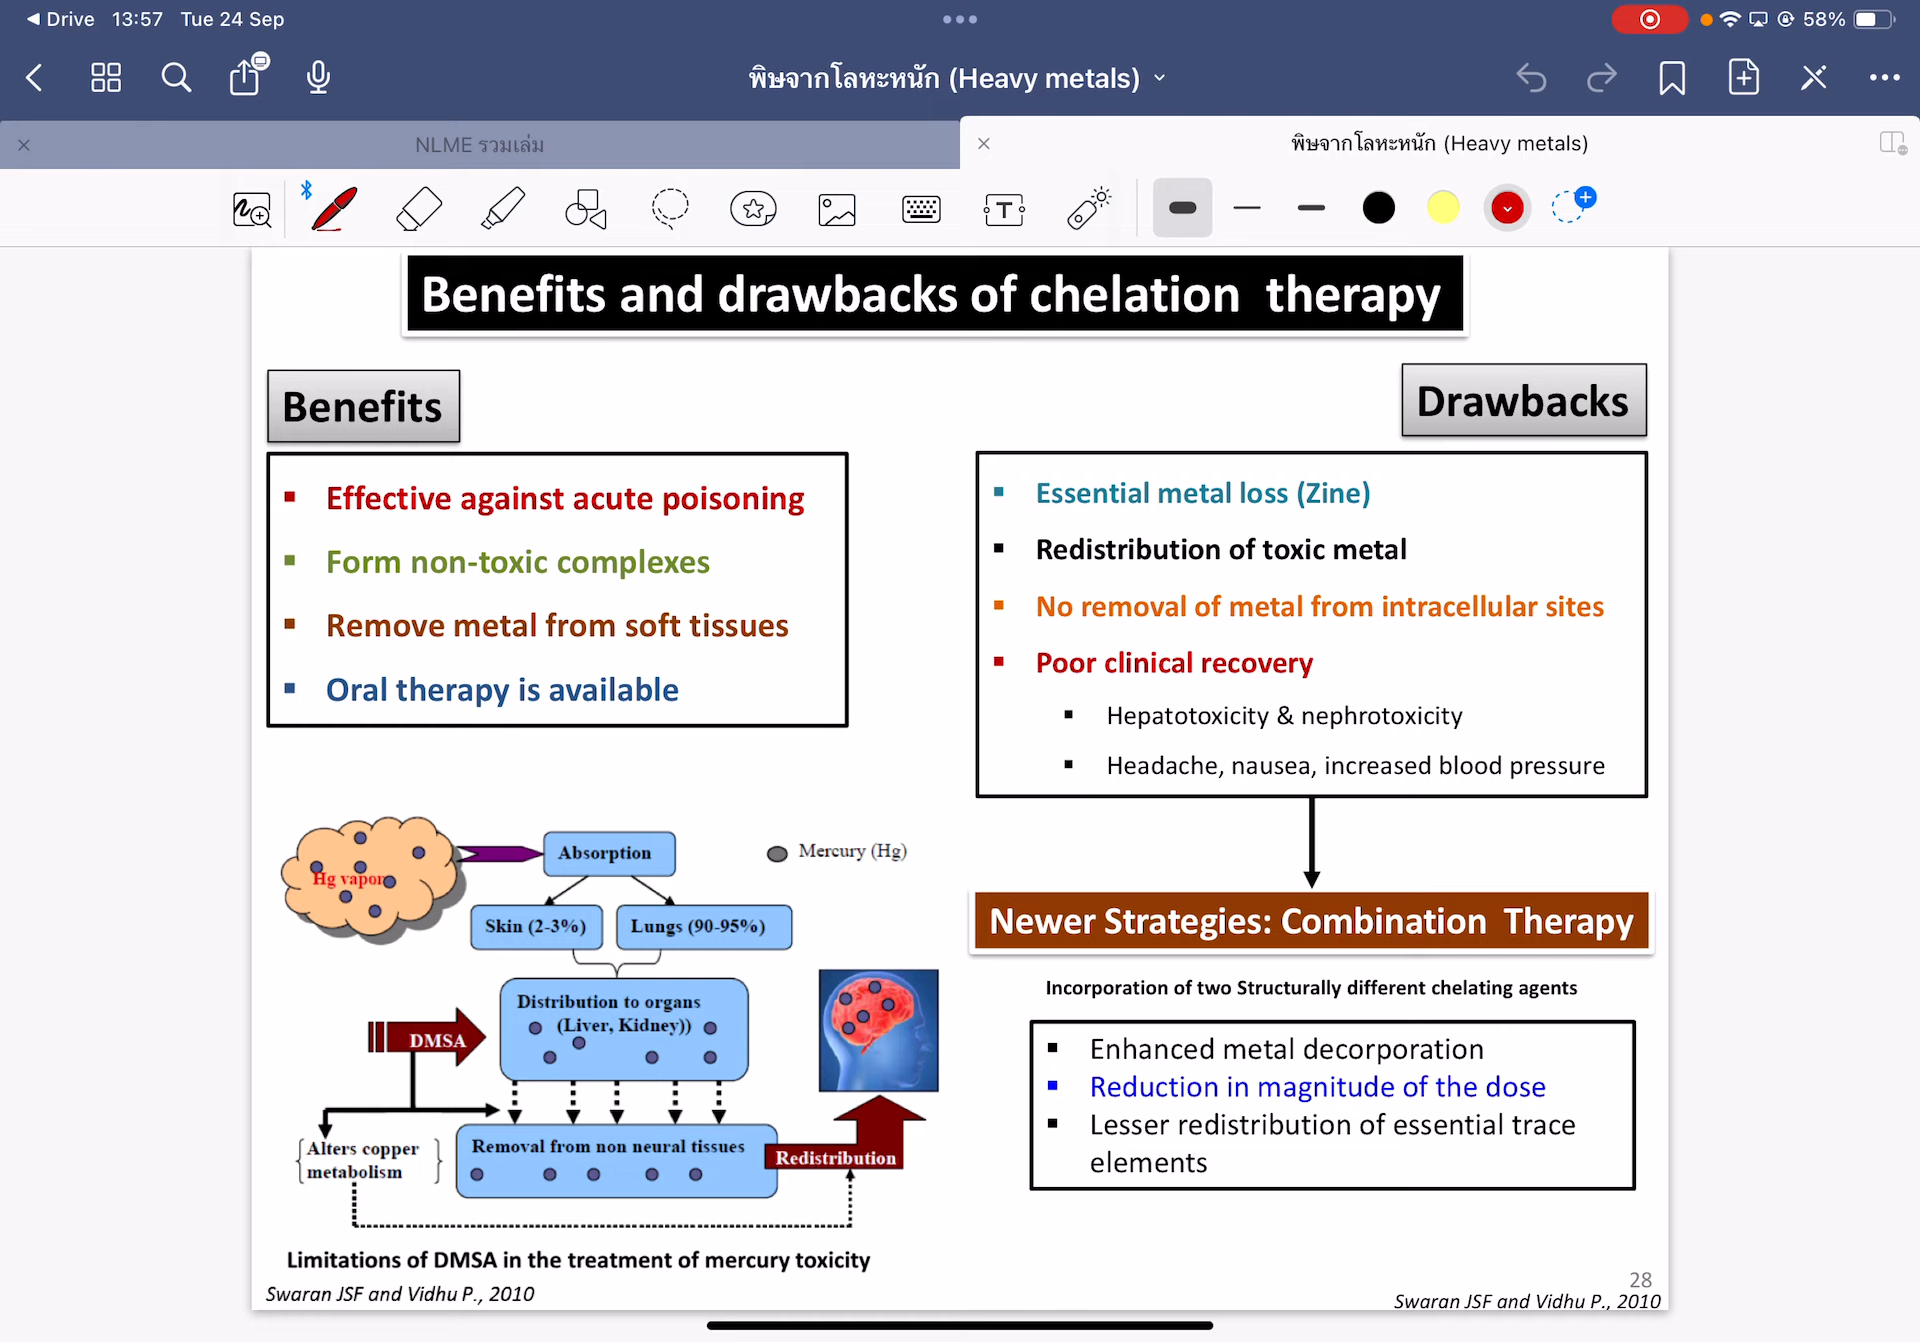 Drive 13:57 Tue 24 Sep
58%
พิษจากโลหะหนัก (Heavy metals)
NLME รวมเล่ม
พิษจากโลหะหนัก (Heavy metals)
T
Benefits and drawbacks of chelation therapy
Benefits
Effective against acute poisoning
Form non-toxic complexes
Remove metal from soft tissues
Oral therapy is available
Drawbacks
Essential metal loss (Zine)
Redistribution of toxic metal
No removal of metal from intracellular sites
Poor clinical recovery
Hepatotoxicity & nephrotoxicity
Headache, nausea, increased blood pressure
Hg vapor
Absorption
Mercury (Hg)
Skin (2-3%)
Lungs (90-95%)
Distribution to organs
(Liver, Kidney))
DMSA
Alters copper
metabolism
Removal from non neural tissues
Redistribution
Limitations of DMSA in the treatment of mercury toxicity
Swaran JSF and Vidhu P., 2010
Newer Strategies: Combination Therapy
Incorporation of two Structurally different chelating agents
Enhanced metal decorporation
Reduction in magnitude of the dose
Lesser redistribution of essential trace
elements
28
Swaran JSF and Vidhu P., 2010